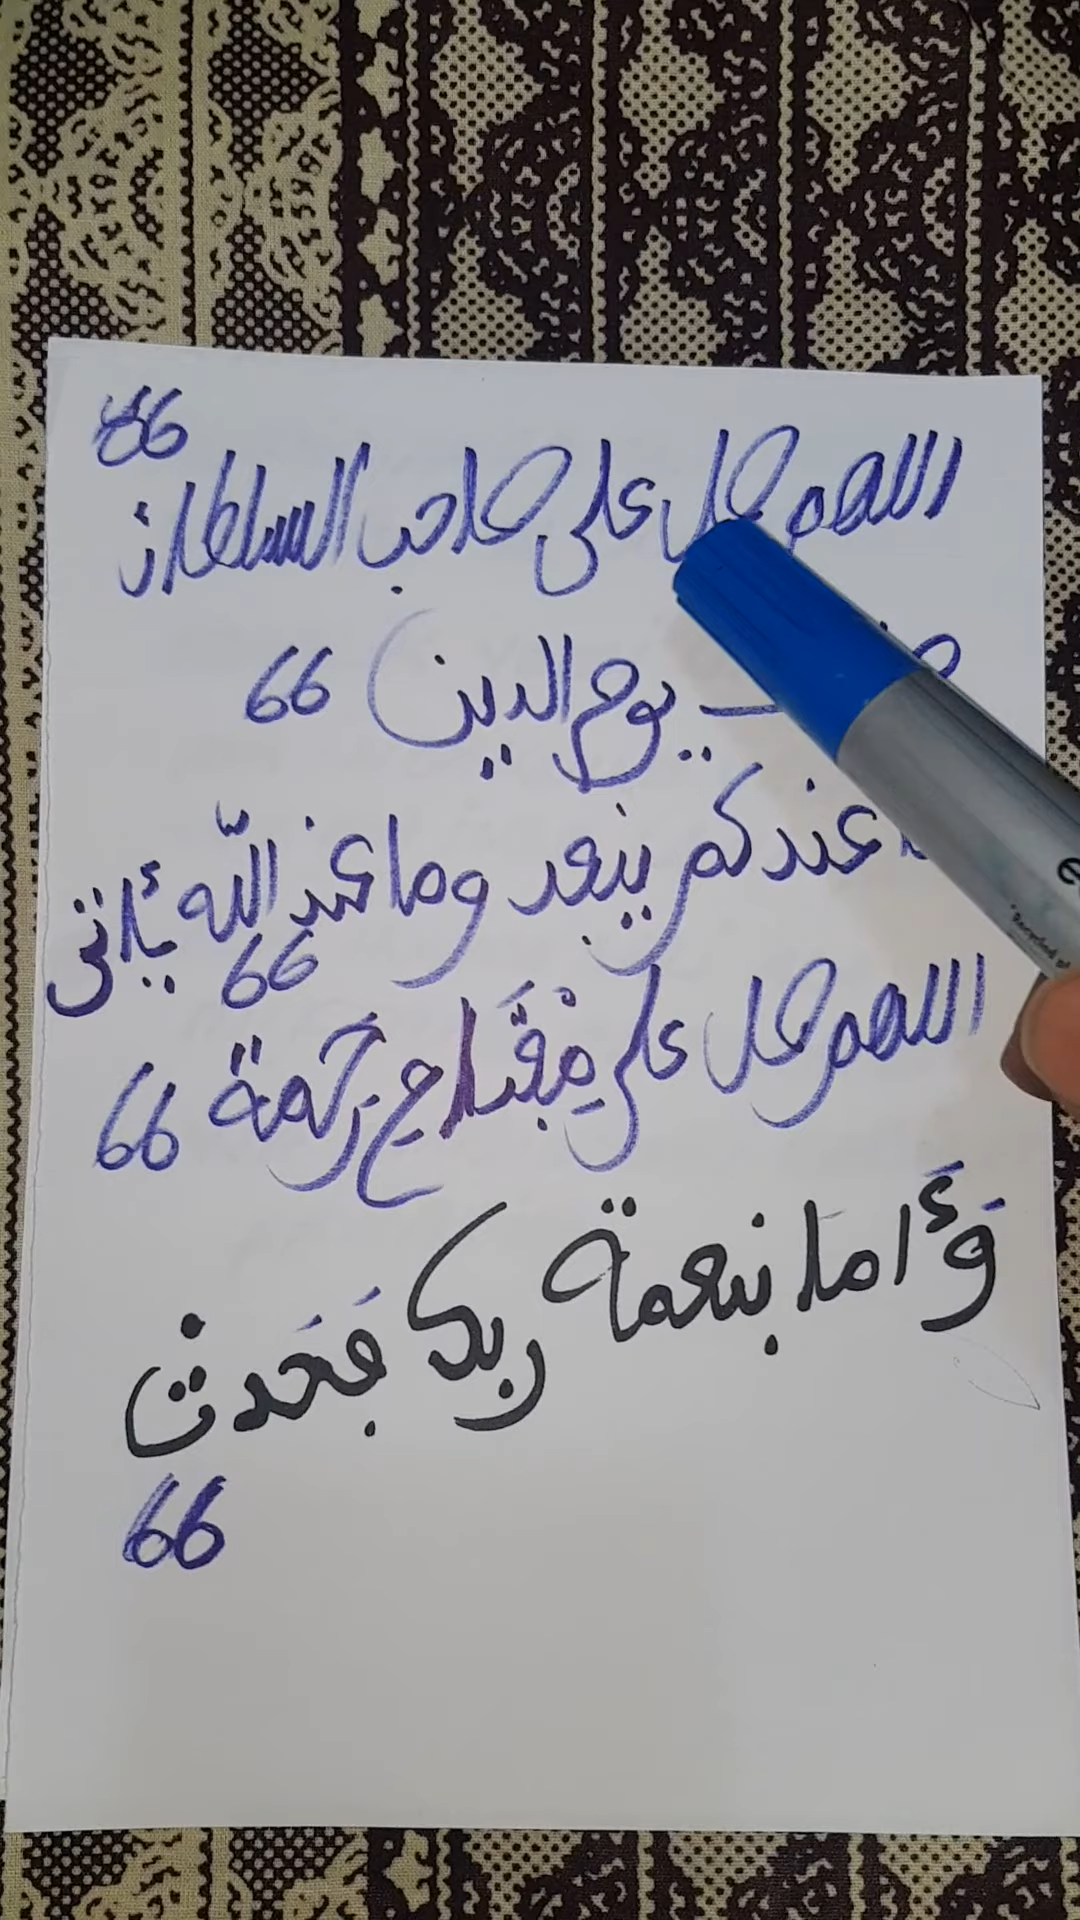 66
اللهم صل على صاحب السلطان
يوم الدين) 66
عندكم ينفد وما عند الله باق
66
اللهم صل على مفتاح رحمة 66
وأاما بنعمة ربك فحدث
66